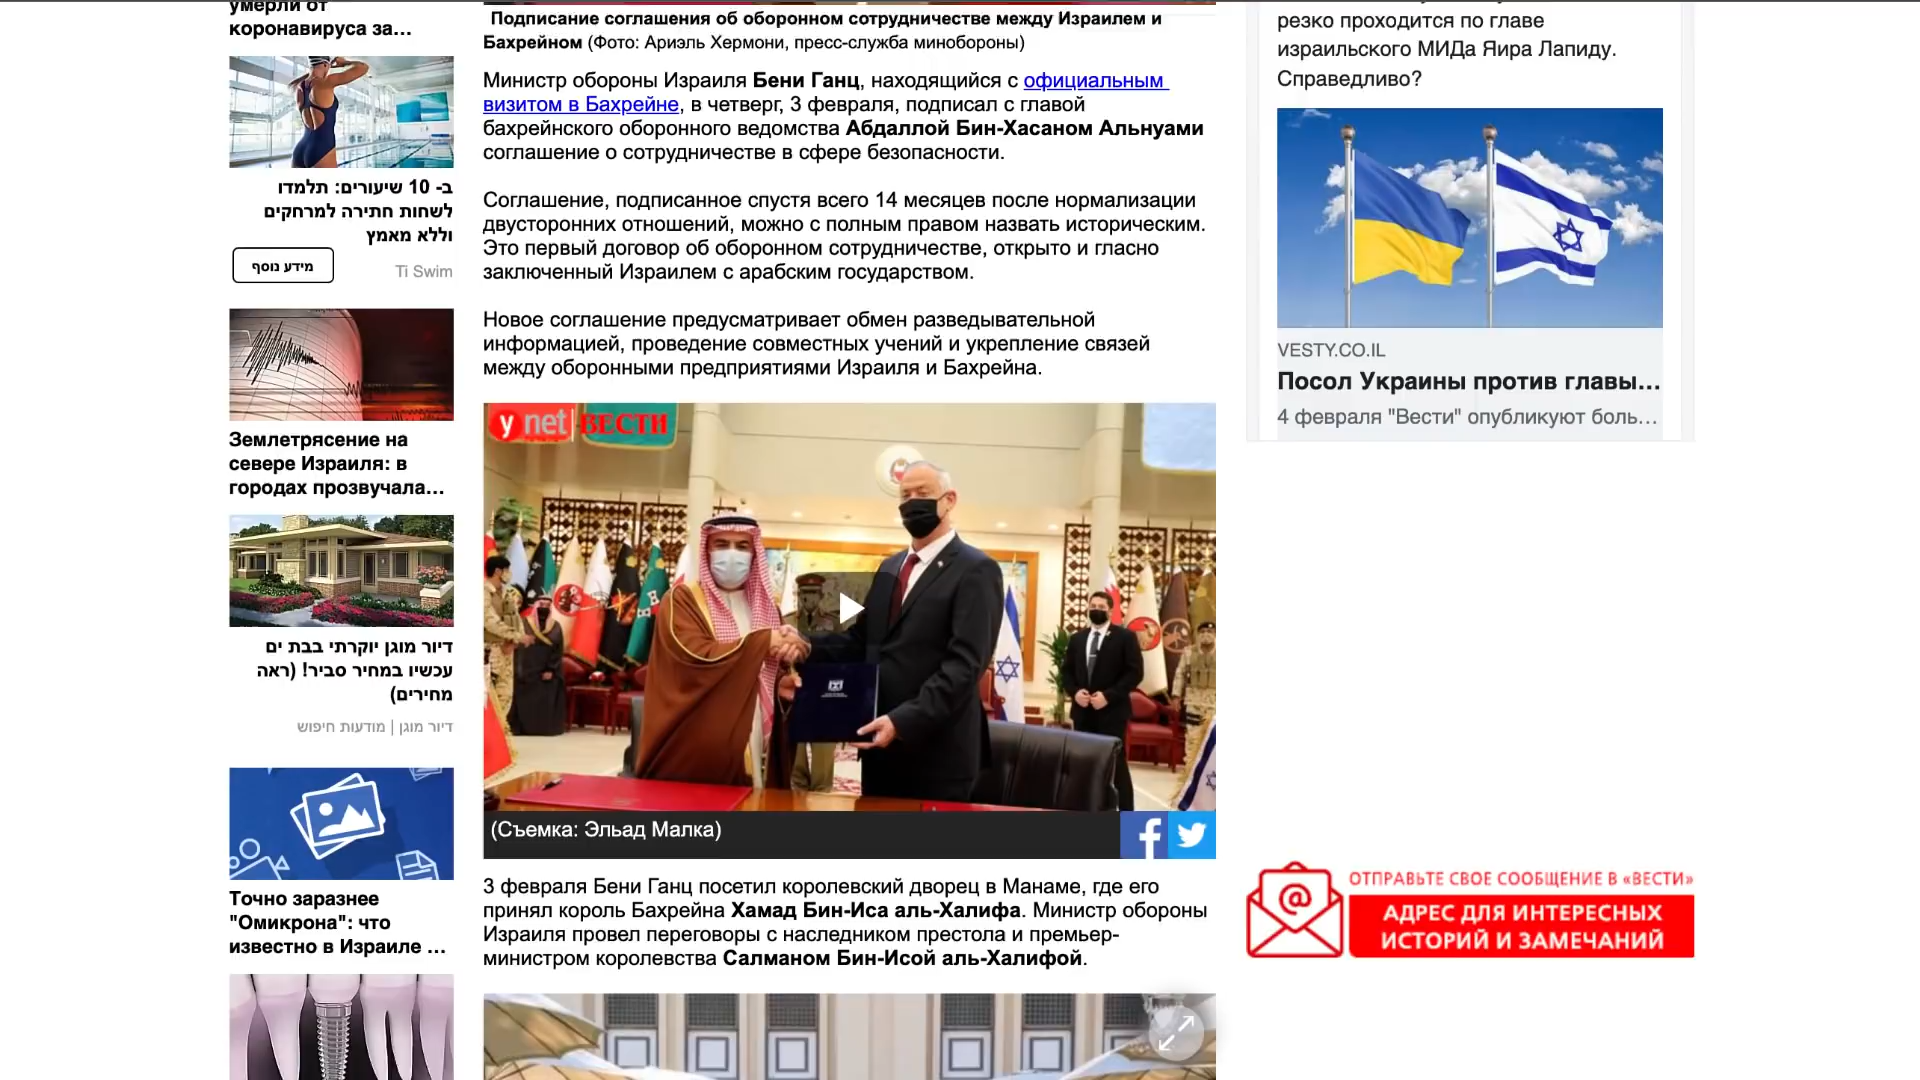 умерли от
коронавируса за...
ב- 10 שיעורים: תלמדו
לשחות חתירה למרחקים
וללא מאמץ
מידע נוסף
Ti Swim
Землетрясение на
севере Израиля: в
городах прозвучала...
דיור מוגן יוקרתי בבת ים
עכשיו במחיר סביר! (ראה
מחירים)
דיור מוגן | מודעות חיפוש
Точно заразнее
"Омикрона": что
известно в Израиле ...
Подписание соглашения об оборонном сотрудничестве между Израилем и
Бахрейном (Фото: Ариэль Хермони, пресс-служба минобороны)
Министр обороны Израиля Бени Ганц, находящийся с официальным
визитом в Бахрейне, в четверг, 3 февраля, подписал с главой
бахрейнского оборонного ведомства Абдаллой Бин-Хасаном Альнуами
соглашение о сотрудничестве в сфере безопасности.
Соглашение, подписанное спустя всего 14 месяцев после нормализации
двусторонних отношений, можно с полным правом назвать историческим.
Это первый договор об оборонном сотрудничестве, открыто и гласно
заключенный Израилем с арабским государством.
Новое соглашение предусматривает обмен разведывательной
информацией, проведение совместных учений и укрепление связей
между оборонными предприятиями Израиля и Бахрейна.
ynet ВЕСТИ
(Съемка: Эльад Малка)
3 февраля Бени Ганц посетил королевский дворец в Манаме, где его
принял король Бахрейна Хамад Бин-Иса аль-Халифа. Министр обороны
Израиля провел переговоры с наследником престола и премьер-
министром королевства Салманом Бин-Исой аль-Халифой.
резко проходится по главе
израильского МИДа Яира Лапиду.
Справедливо?
VESTY.CO.IL
Посол Украины против главы...
4 февраля "Вести" опубликуют боль...
ОТПРАВЬТЕ СВОЕ СООБЩЕНИЕ В «ВЕСТИ»
АДРЕС ДЛЯ ИНТЕРЕСНЫХ
ИСТОРИЙ И ЗАМЕЧАНИЙ